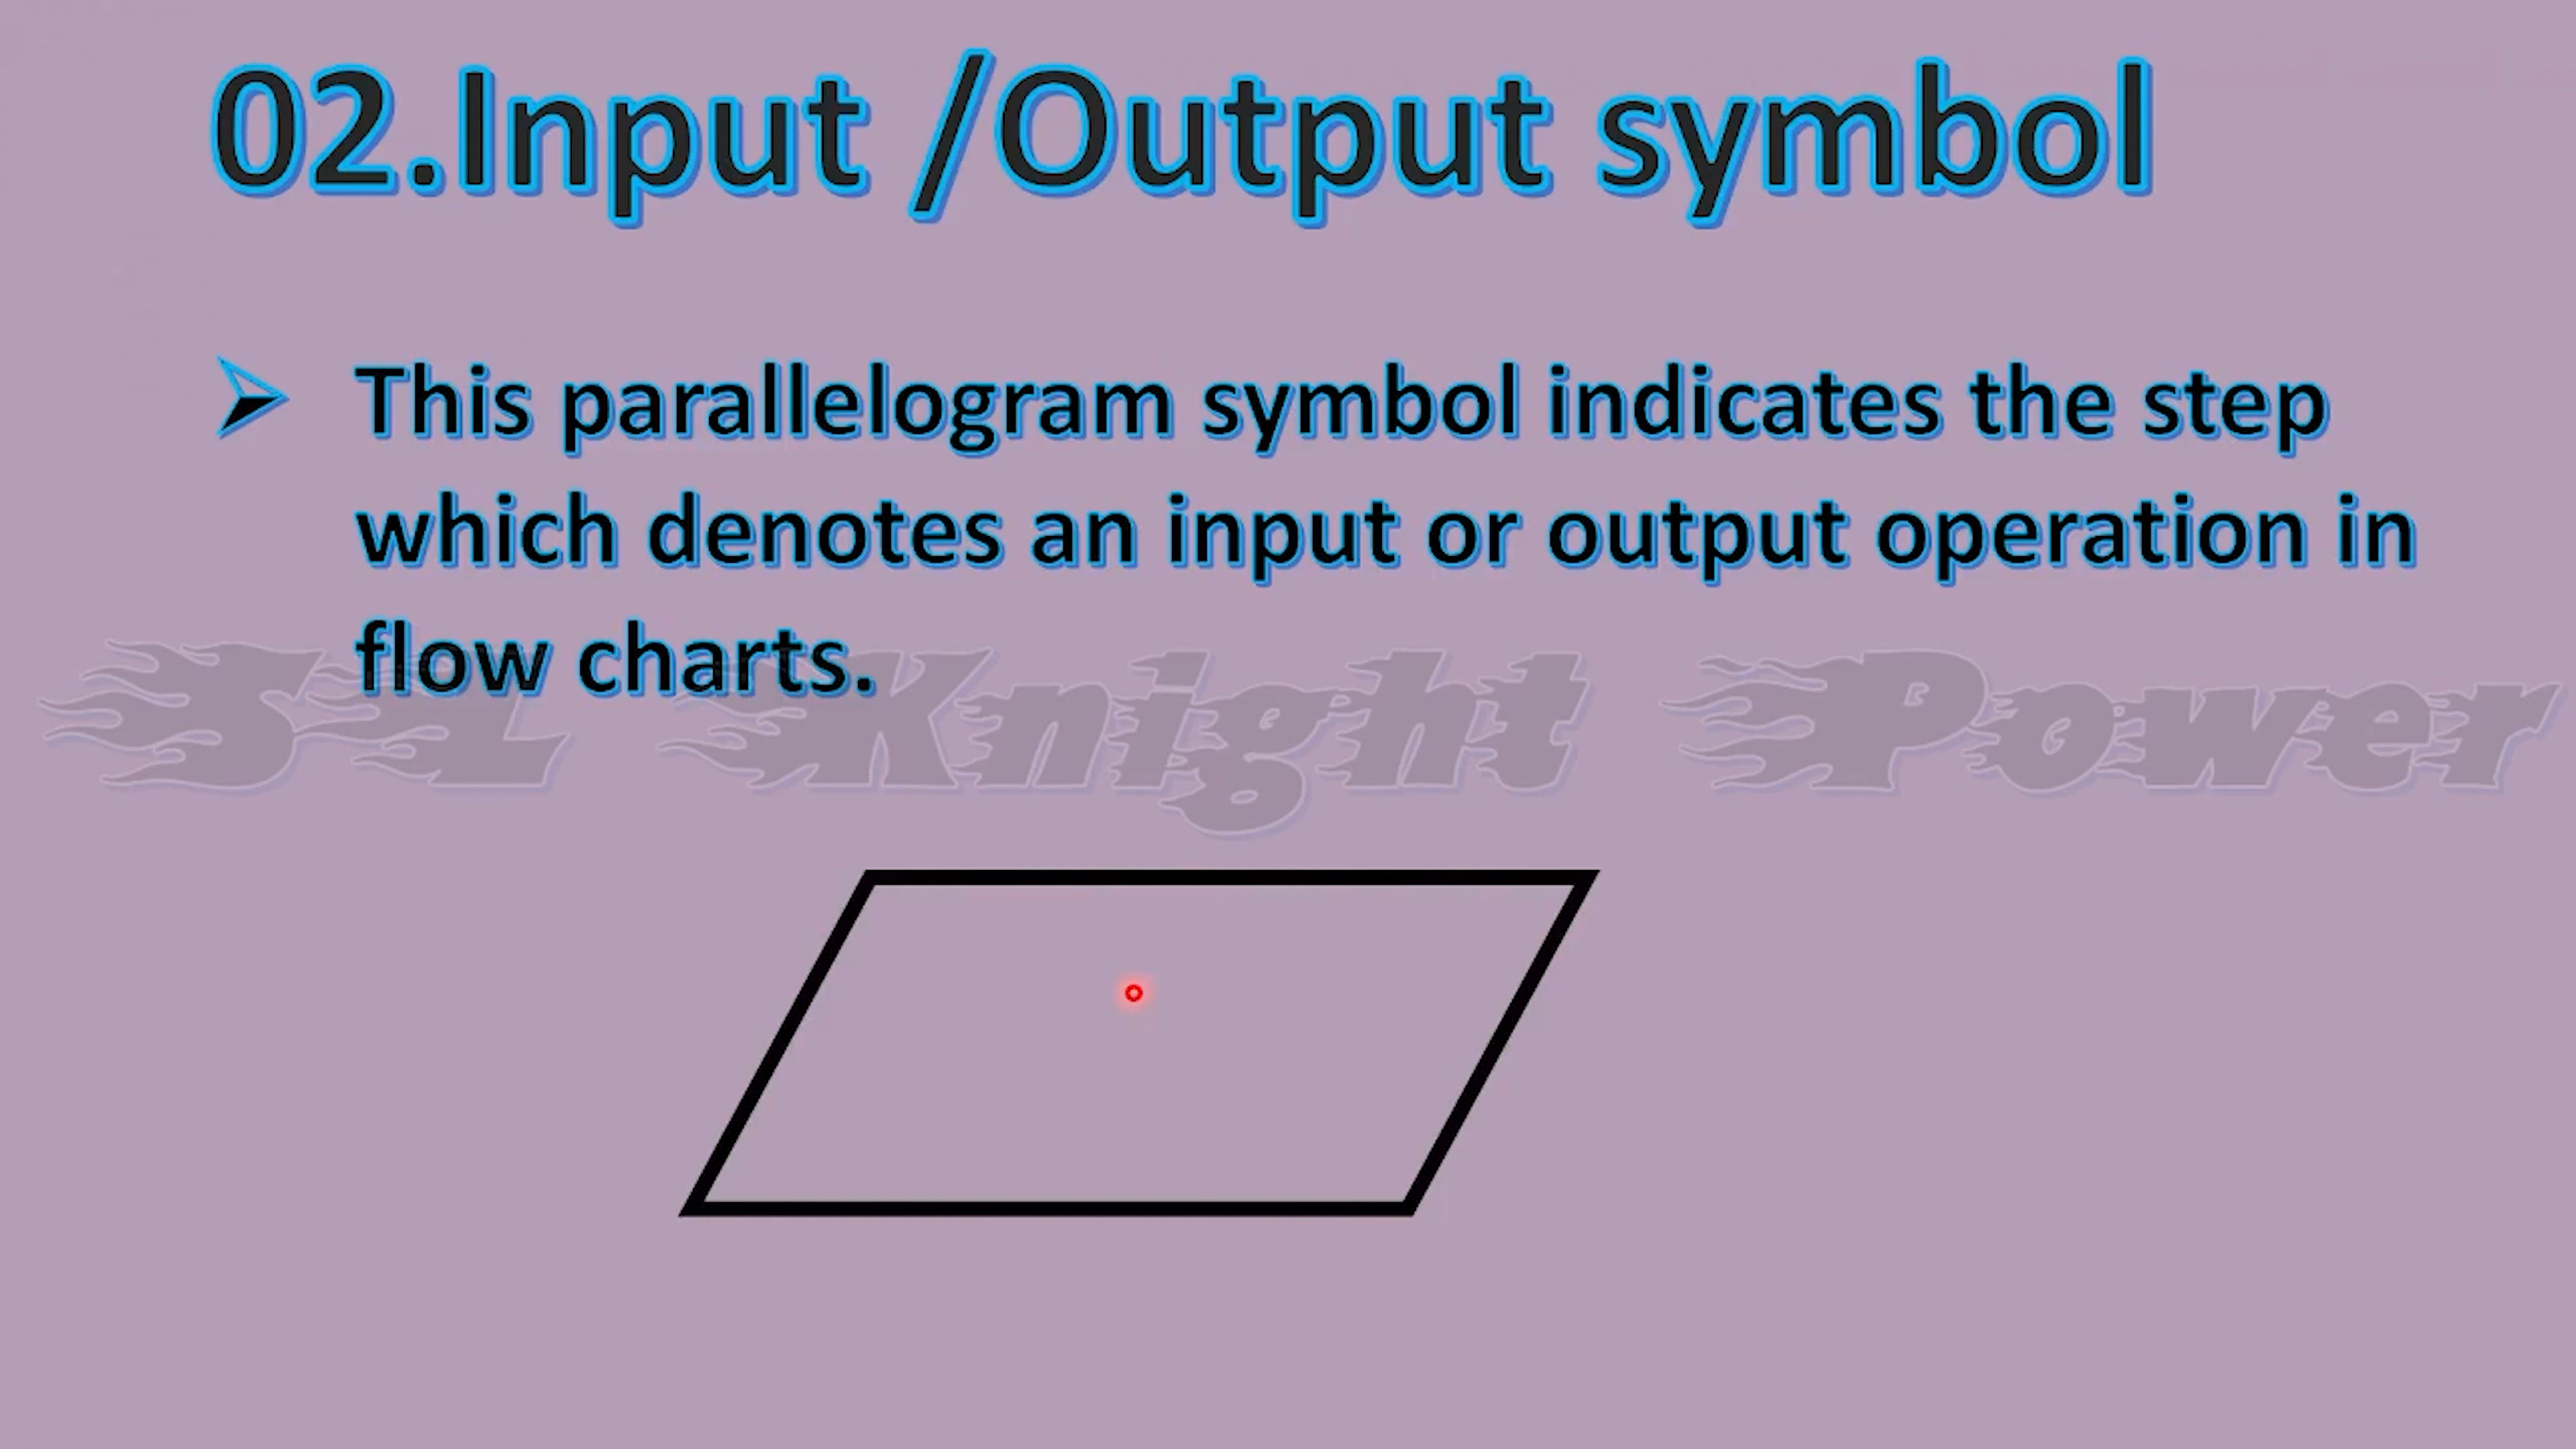 02.Input /Output symbol
This parallelogram symbol indicates the step
which denotes an input or output operation in
flow charts.
SL Knight Power